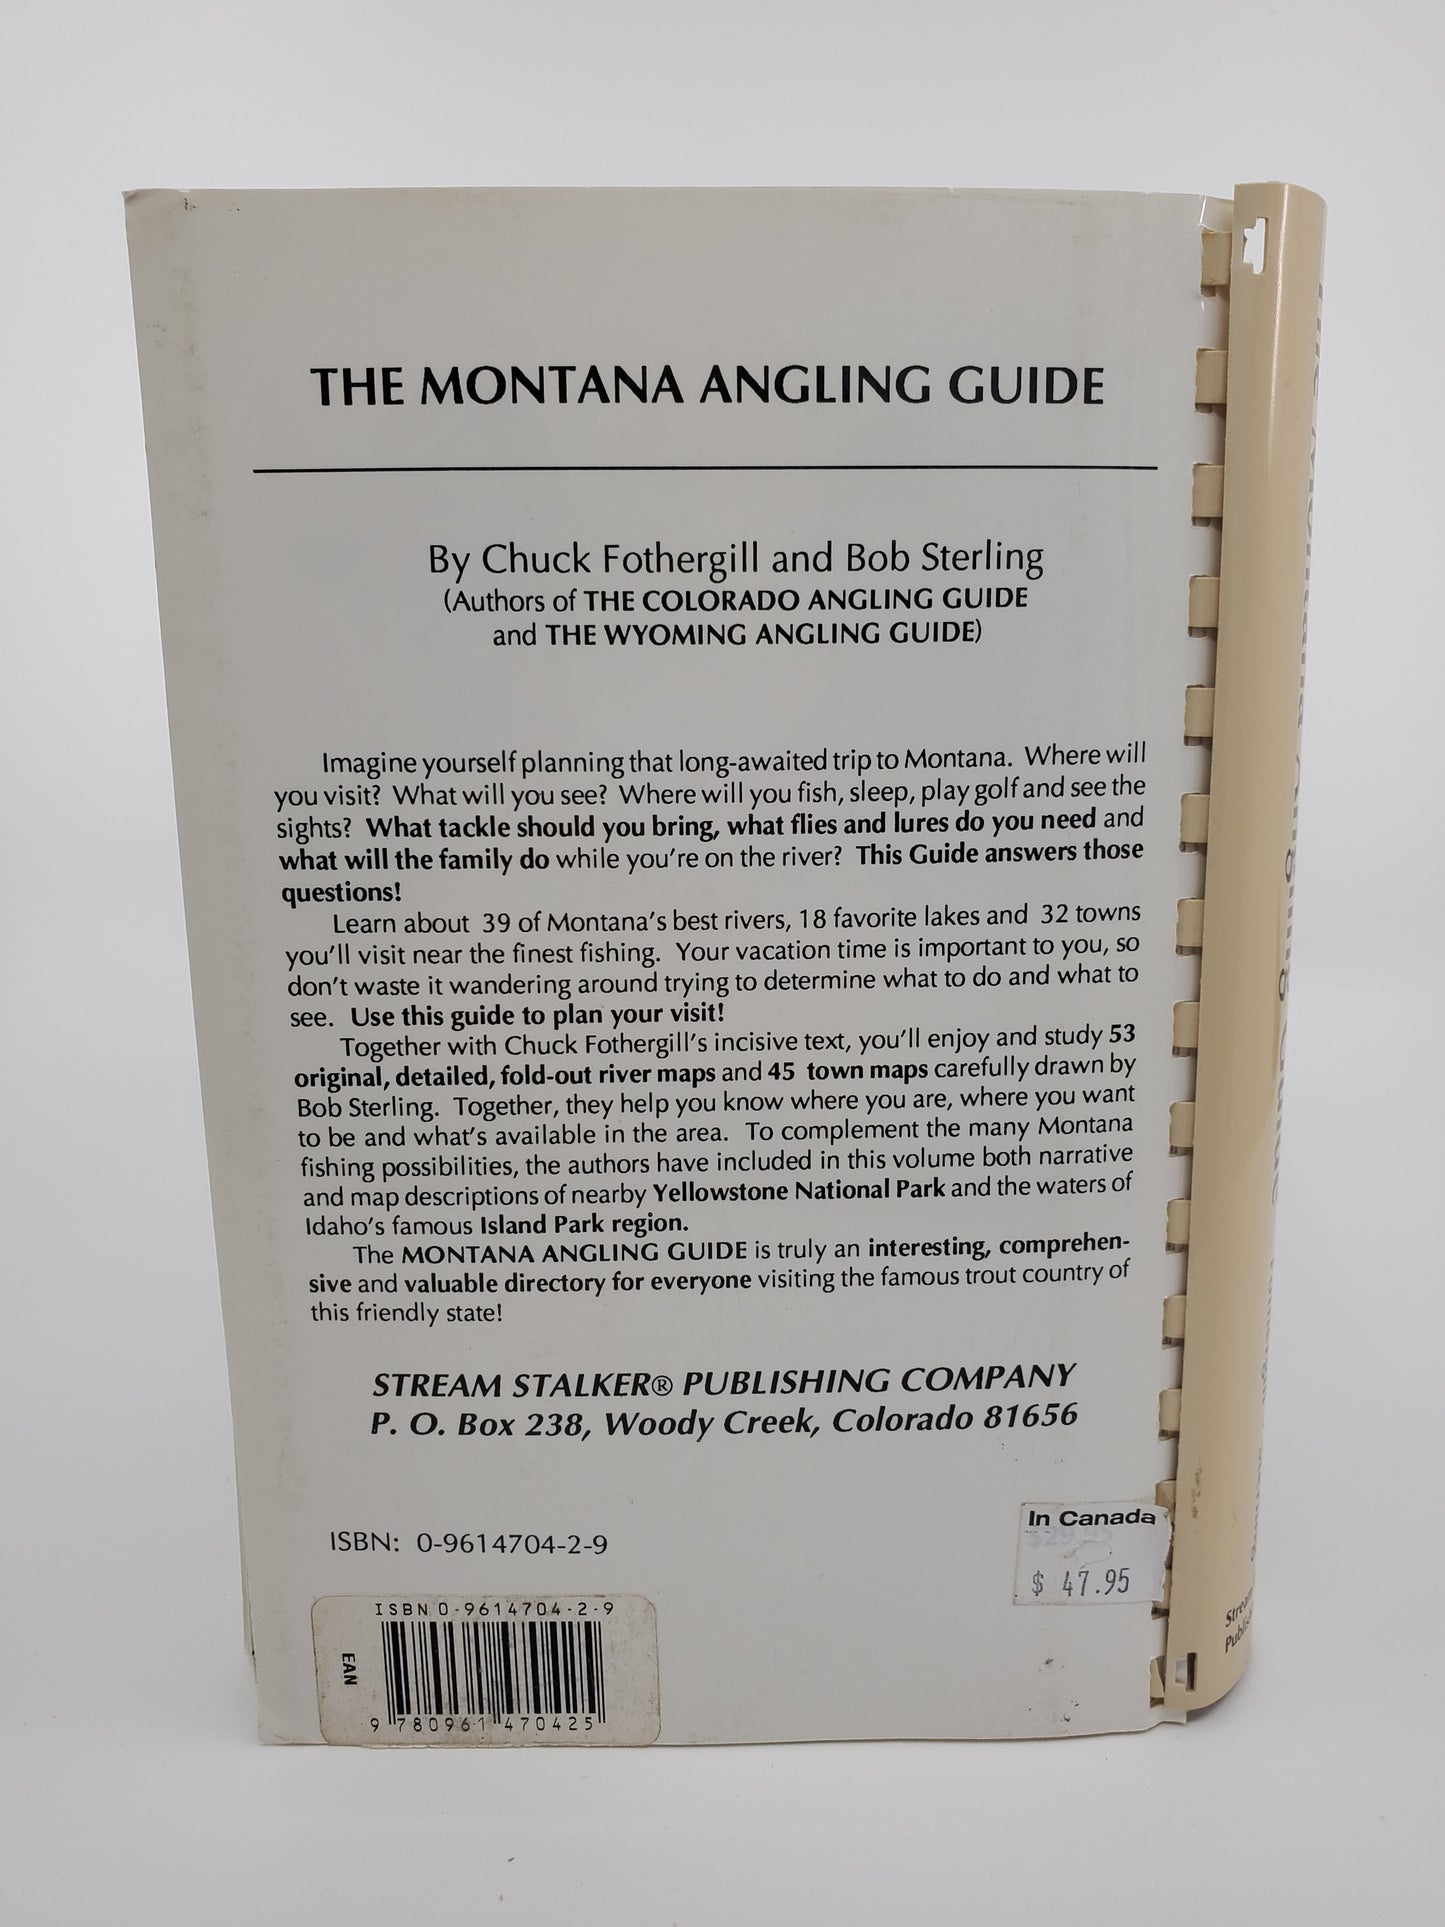 THE MONTANA ANGLING GUIDE
By Chuck Fothergill and Bob Sterling
(Authors of THE COLORADO ANGLING GUIDE
and THE WYOMING ANGLING GUIDE)
Imagine yourself planning that long-awaited trip to Montana. Where will
you visit? What will you see? Where will you fish, sleep, play golf and see the
sights? What tackle should you bring, what flies and lures do you need and
what will the family do while you're on the river? This Guide answers those
questions!
Learn about 39 of Montana's best rivers, 18 favorite lakes and 32 towns
you'll visit near the finest fishing. Your vacation time is important to you, so
don't waste it wandering around trying to determine what to do and what to
see. Use this guide to plan your visit!
Together with Chuck Fothergill's incisive text, you'll enjoy and study 53
original, detailed, fold-out river maps and 45 town maps carefully drawn by
Bob Sterling. Together, they help you know where you are, where you want
to be and what's available in the area. To complement the many Montana
fishing possibilities, the authors have included in this volume both narrative
and map descriptions of nearby Yellowstone National Park and the waters of
Idaho's famous Island Park region.
The MONTANA ANGLING GUIDE is truly an interesting, comprehen-
sive and valuable directory for everyone visiting the famous trout country of
this friendly state!
STREAM STALKER® PUBLISHING COMPANY
P. O. Box 238, Woody Creek, Colorado 81656
ISBN: 0-9614704-2-9
In Canada
$29.95
$ 47.95
ISBN 0-9614704-2-9
EAN
9 780961 470425
The Montana Angling Guide